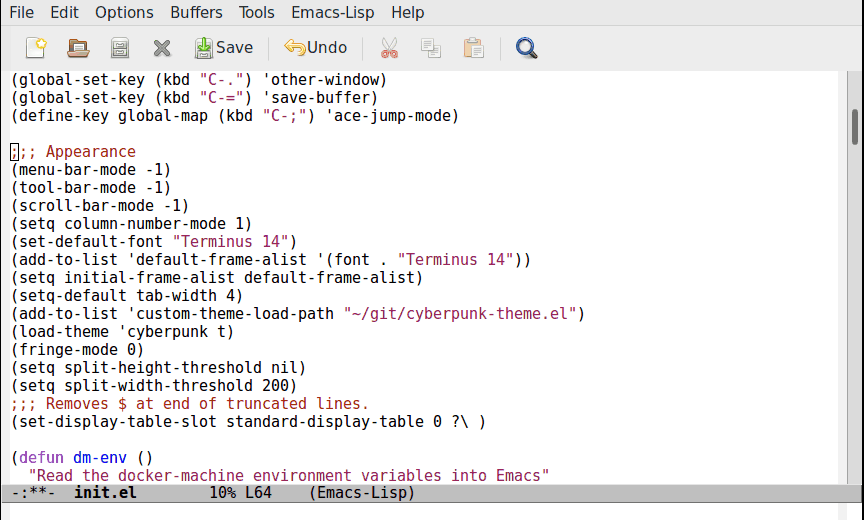 File Edit Options Buffers Tools Emacs-Lisp Help
Save Undo
(global-set-key (kbd "C-.") 'other-window)
(global-set-key (kbd "C-=") 'save-buffer)
(define-key global-map (kbd "C-;") 'ace-jump-mode)
;;; Appearance
(menu-bar-mode -1)
(tool-bar-mode -1)
(scroll-bar-mode -1)
(setq column-number-mode 1)
(set-default-font "Terminus 14")
(add-to-list 'default-frame-alist '(font . "Terminus 14"))
(setq initial-frame-alist default-frame-alist)
(setq-default tab-width 4)
(add-to-list 'custom-theme-load-path "~/git/cyberpunk-theme.el")
(load-theme 'cyberpunk t)
(fringe-mode 0)
(setq split-height-threshold nil)
(setq split-width-threshold 200)
;;; Removes $ at end of truncated lines.
(set-display-table-slot standard-display-table 0 ?\ )
(defun dm-env ()
  "Read the docker-machine environment variables into Emacs"
-:**-  init.el        10% L64    (Emacs-Lisp)